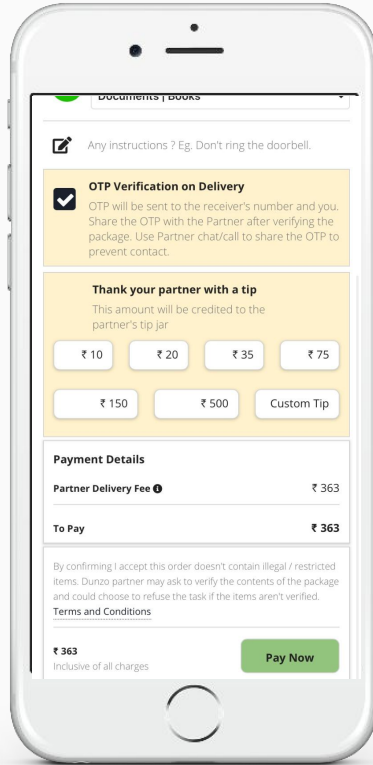 Documents | Books
Any instructions ? Eg. Don't ring the doorbell.
OTP Verification on Delivery
OTP will be sent to the receiver's number and you.
Share the OTP with the Partner after verifying the
package. Use Partner chat/call to share the OTP to
prevent contact.
Thank your partner with a tip
This amount will be credited to the
partner's tip jar
₹ 10 ₹ 20 ₹ 35 ₹ 75
₹ 150 ₹ 500 Custom Tip
Payment Details
Partner Delivery Fee ₹ 363
To Pay ₹ 363
By confirming I accept this order doesn't contain illegal / restricted
items. Dunzo partner may ask to verify the contents of the package
and could choose to refuse the task if the items aren't verified.
Terms and Conditions
₹ 363
Inclusive of all charges
Pay Now